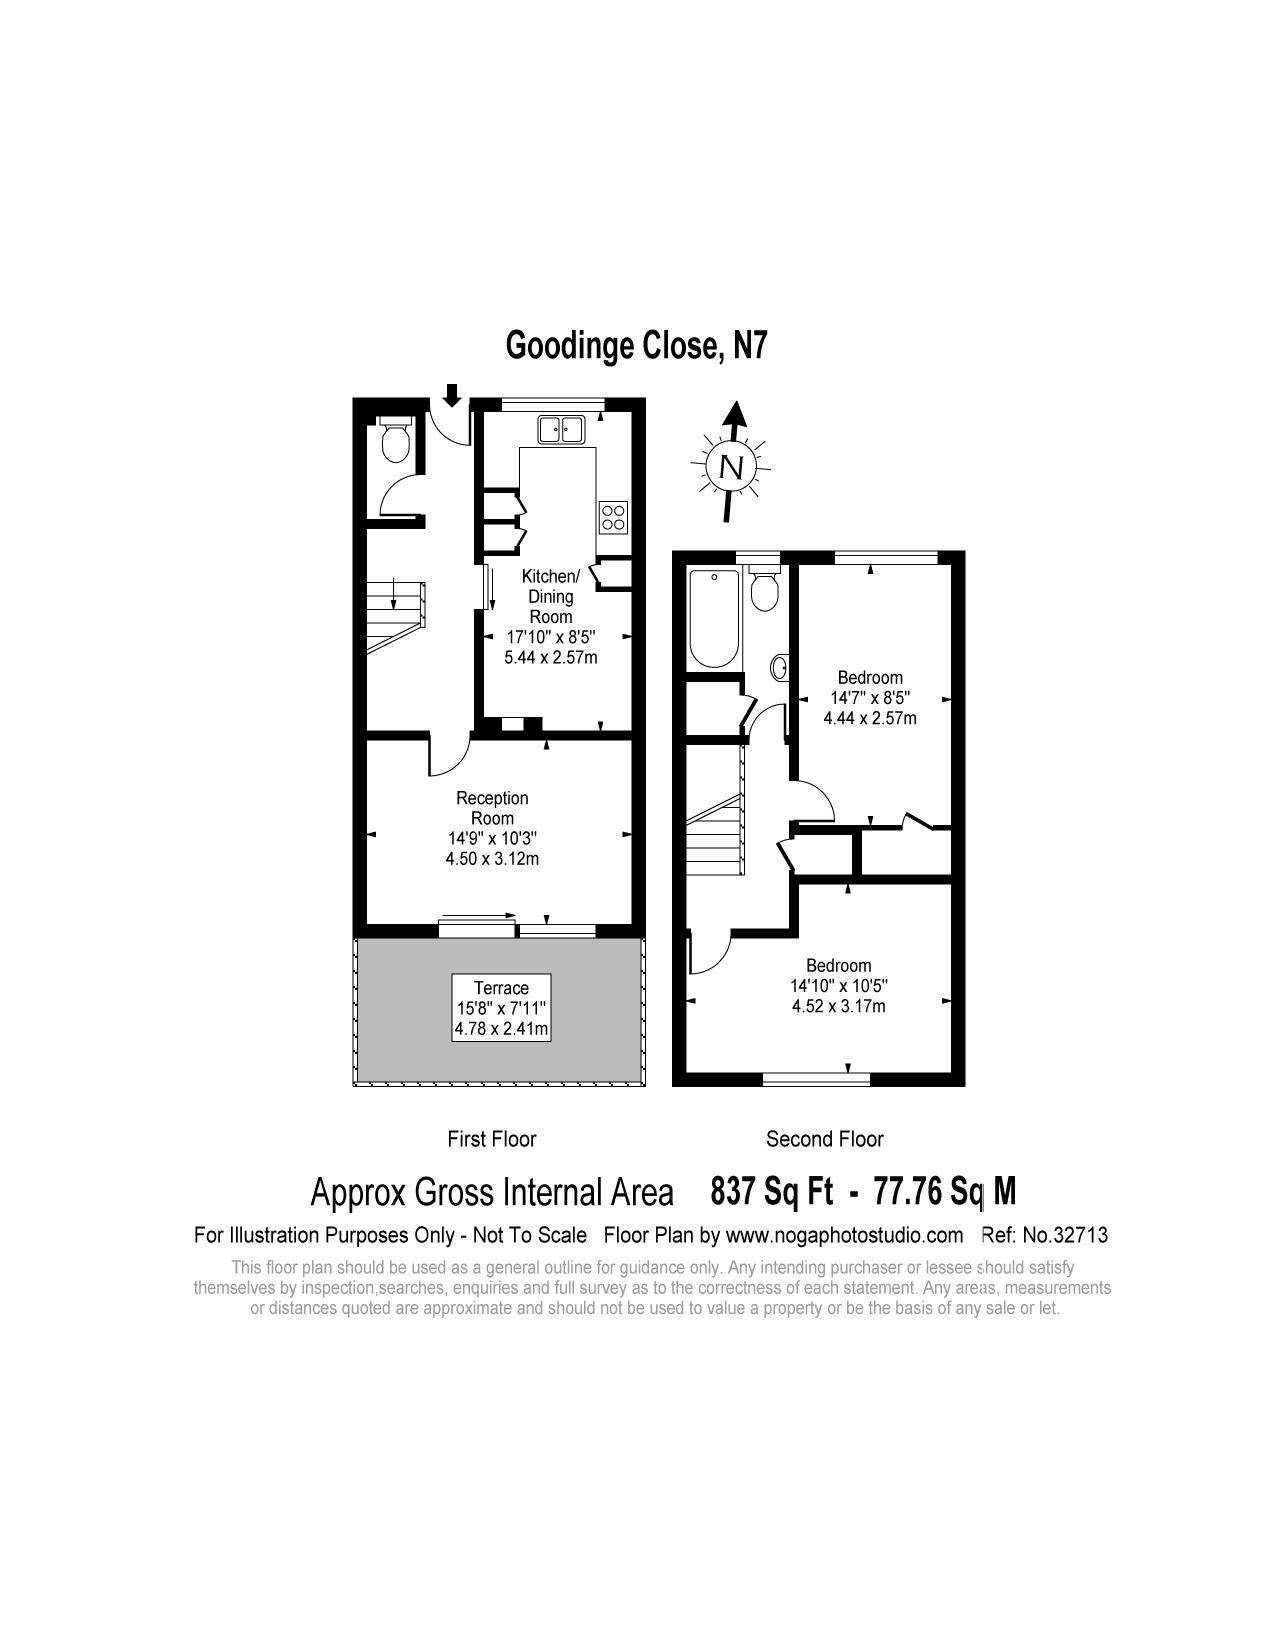 Goodinge Close, N7
N
Kitchen/
Dining
Room
17'10" x 8'5"
5.44 x 2.57m
Reception
Room
14'9" x 10'3"
4.50 x 3.12m
Terrace
15'8" x 7'11"
4.78 x 2.41m
First Floor
Bedroom
14'7" x 8'5"
4.44 x 2.57m
Bedroom
14'10" x 10'5"
4.52 x 3.17m
Second Floor
Approx Gross Internal Area 837 Sq Ft - 77.76 Sq M
For Illustration Purposes Only - Not To Scale Floor Plan by www.nogaphotostudio.com Ref: No.32713
This floor plan should be used as a general outline for guidance only. Any intending purchaser or lessee should satisfy
themselves by inspection,searches, enquiries and full survey as to the correctness of each statement. Any areas, measurements
or distances quoted are approximate and should not be used to value a property or be the basis of any sale or let.